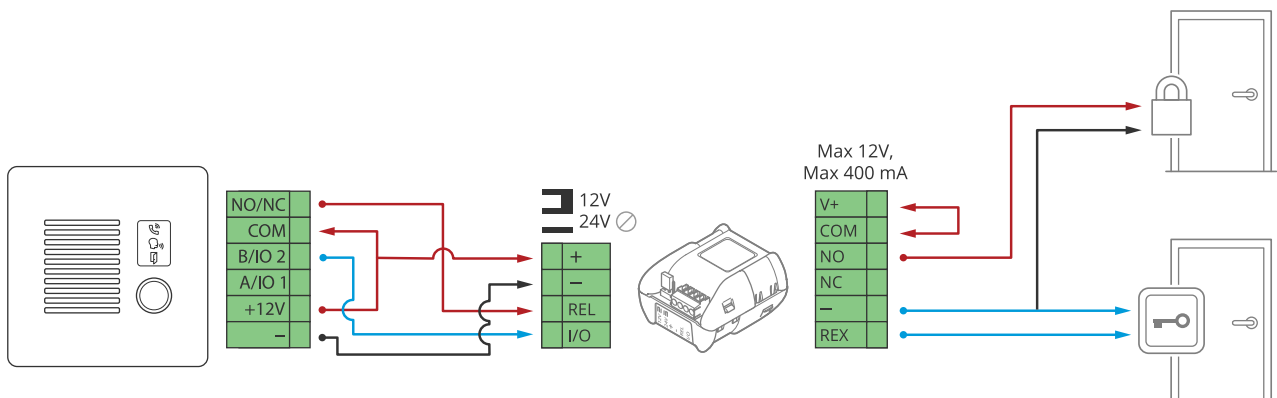 NO/NC
COM
B/IO 2
A/IO 1
+12V
−
12V
24V
+
−
REL
I/O
Max 12V,
Max 400 mA
V+
COM
NO
NC
−
REX